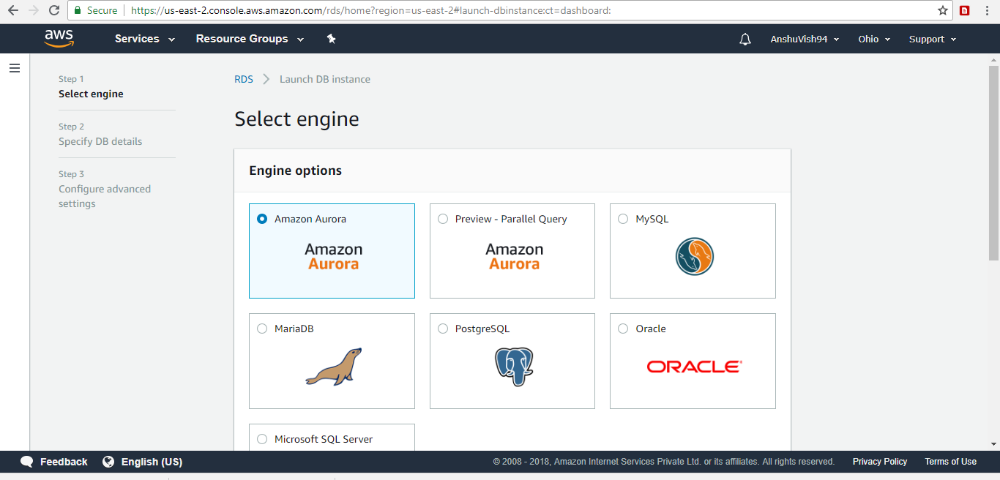 Secure https://us-east-2.console.aws.amazon.com/rds/home?region=us-east-2#launch-dbinstance:ct=dashboard:
aws Services Resource Groups AnshuVish94 Ohio Support
Step 1
Select engine
Step 2
Specify DB details
Step 3
Configure advanced
settings
RDS Launch DB instance
Select engine
Engine options
Amazon Aurora
Amazon
Aurora
Preview - Parallel Query
Amazon
Aurora
MySQL
MariaDB
PostgreSQL
Oracle
ORACLE®
Microsoft SQL Server
Feedback English (US) © 2008 - 2018, Amazon Internet Services Private Ltd. or its affiliates. All rights reserved. Privacy Policy Terms of Use